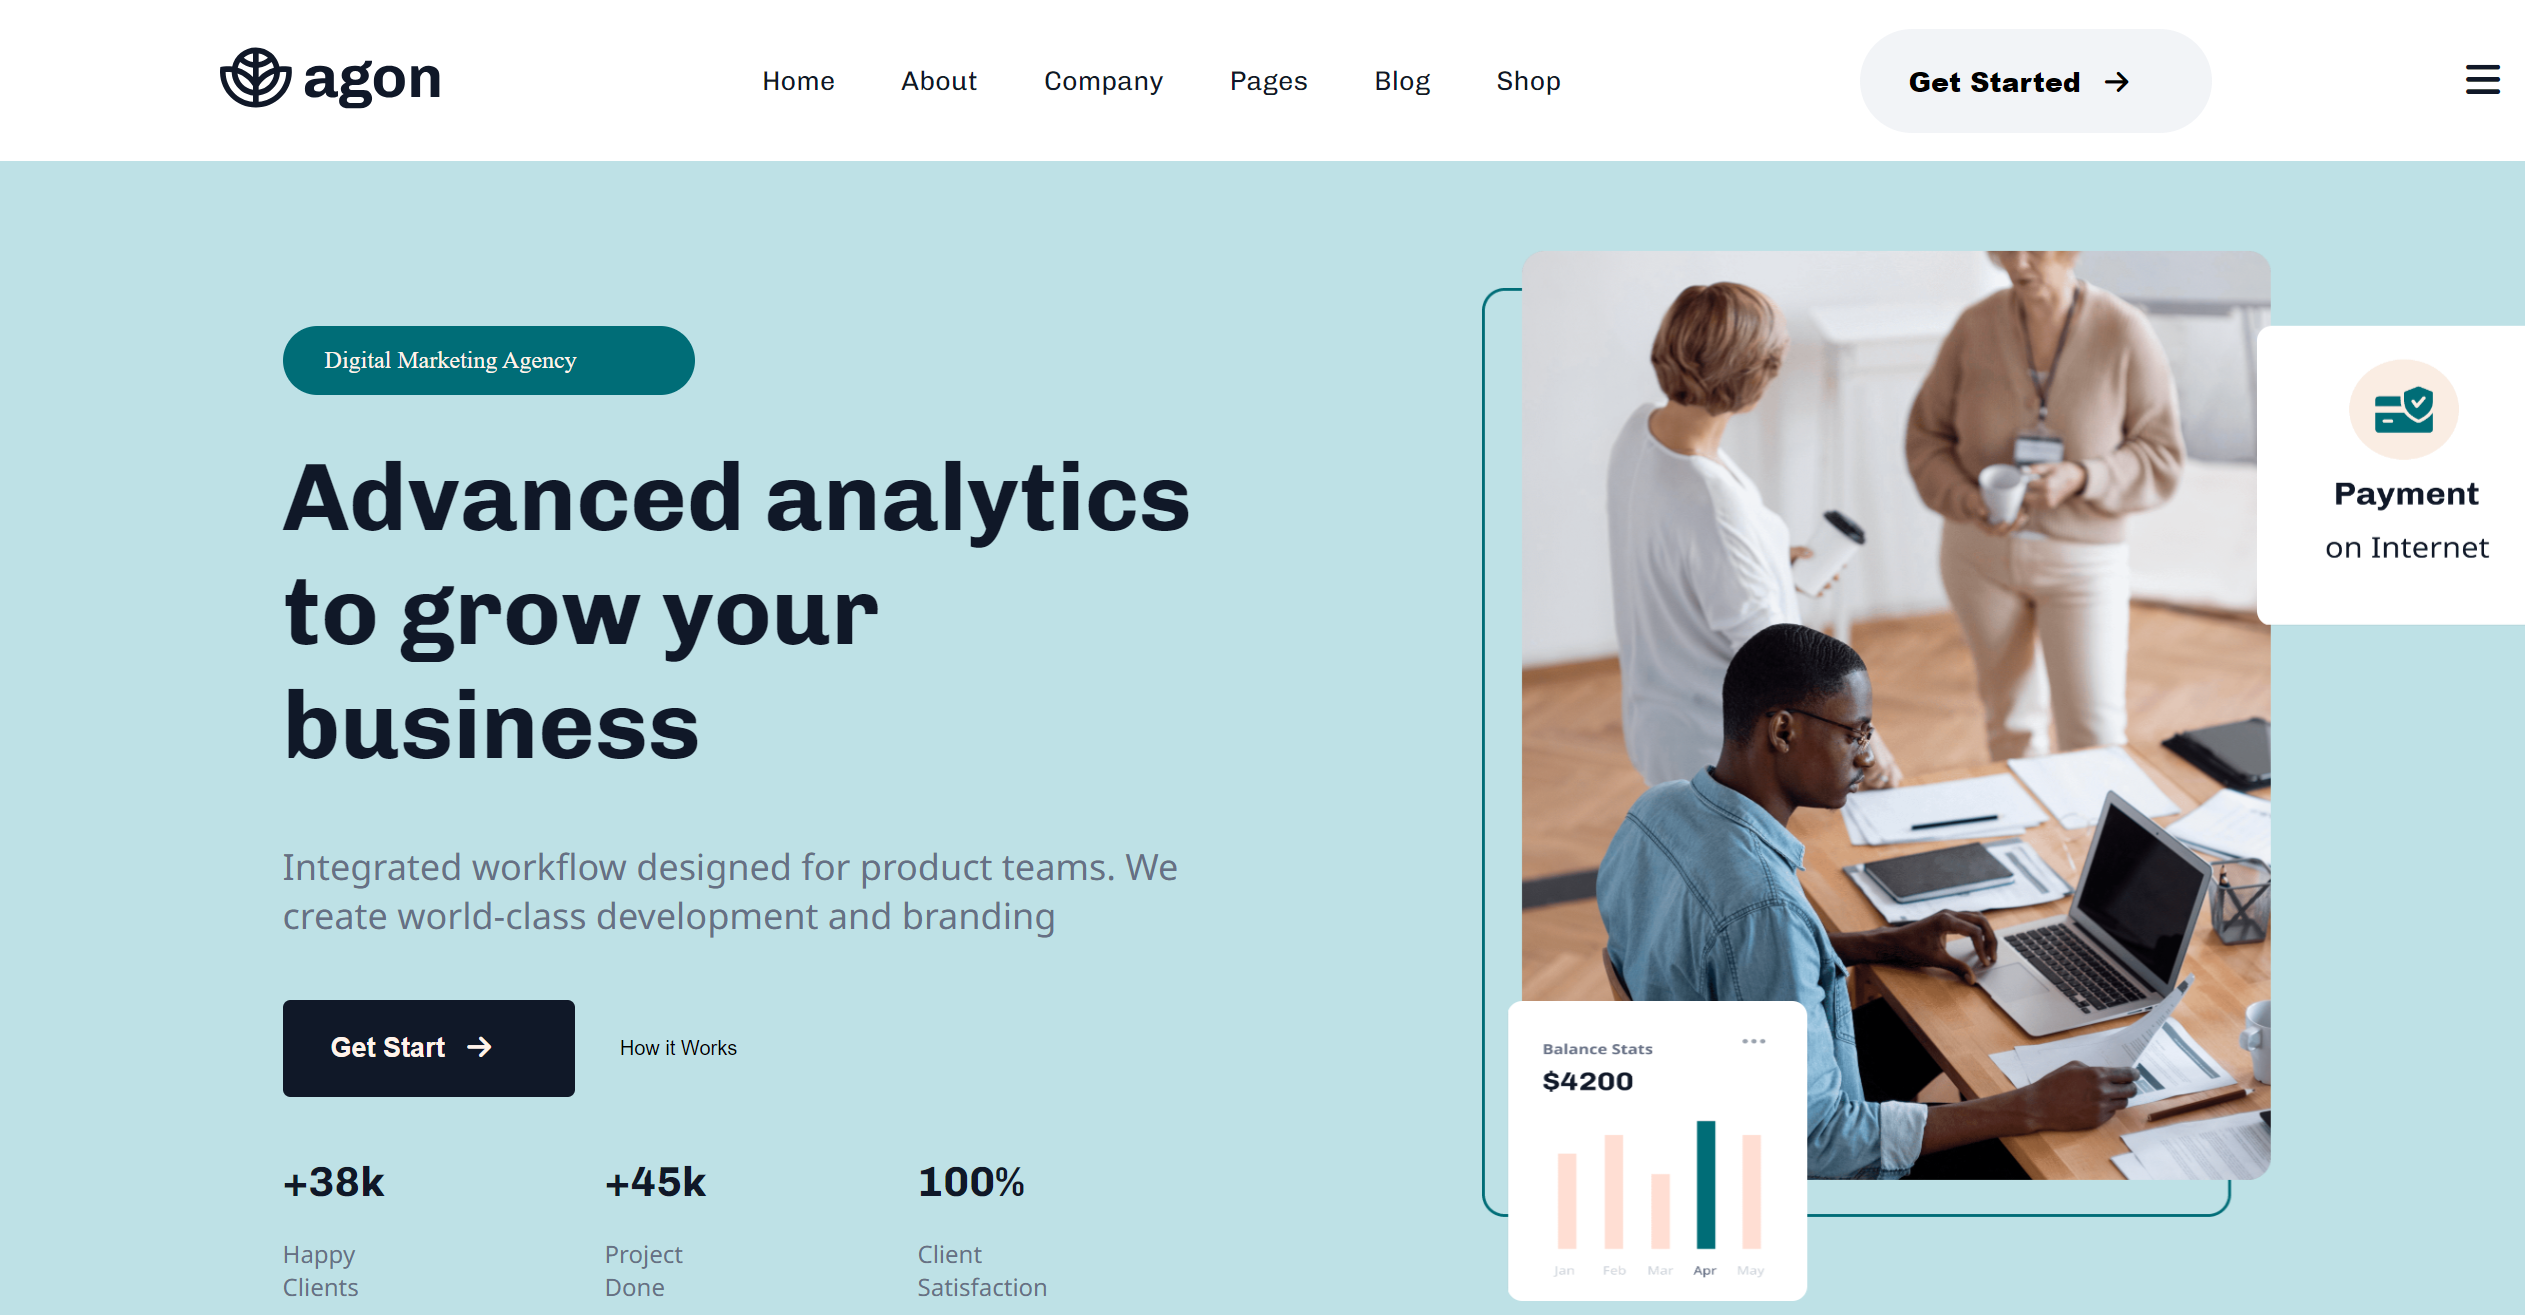 agon
Home
About
Company
Pages
Blog
Shop
Get Started
Digital Marketing Agency
Advanced analytics
to grow your
business
Integrated workflow designed for product teams. We
create world-class development and branding
Get Start
How it Works
+38k
Happy
Clients
+45k
Project
Done
100%
Client
Satisfaction
Payment
on Internet
Balance Stats
$4200
Jan
Feb
Mar
Apr
May